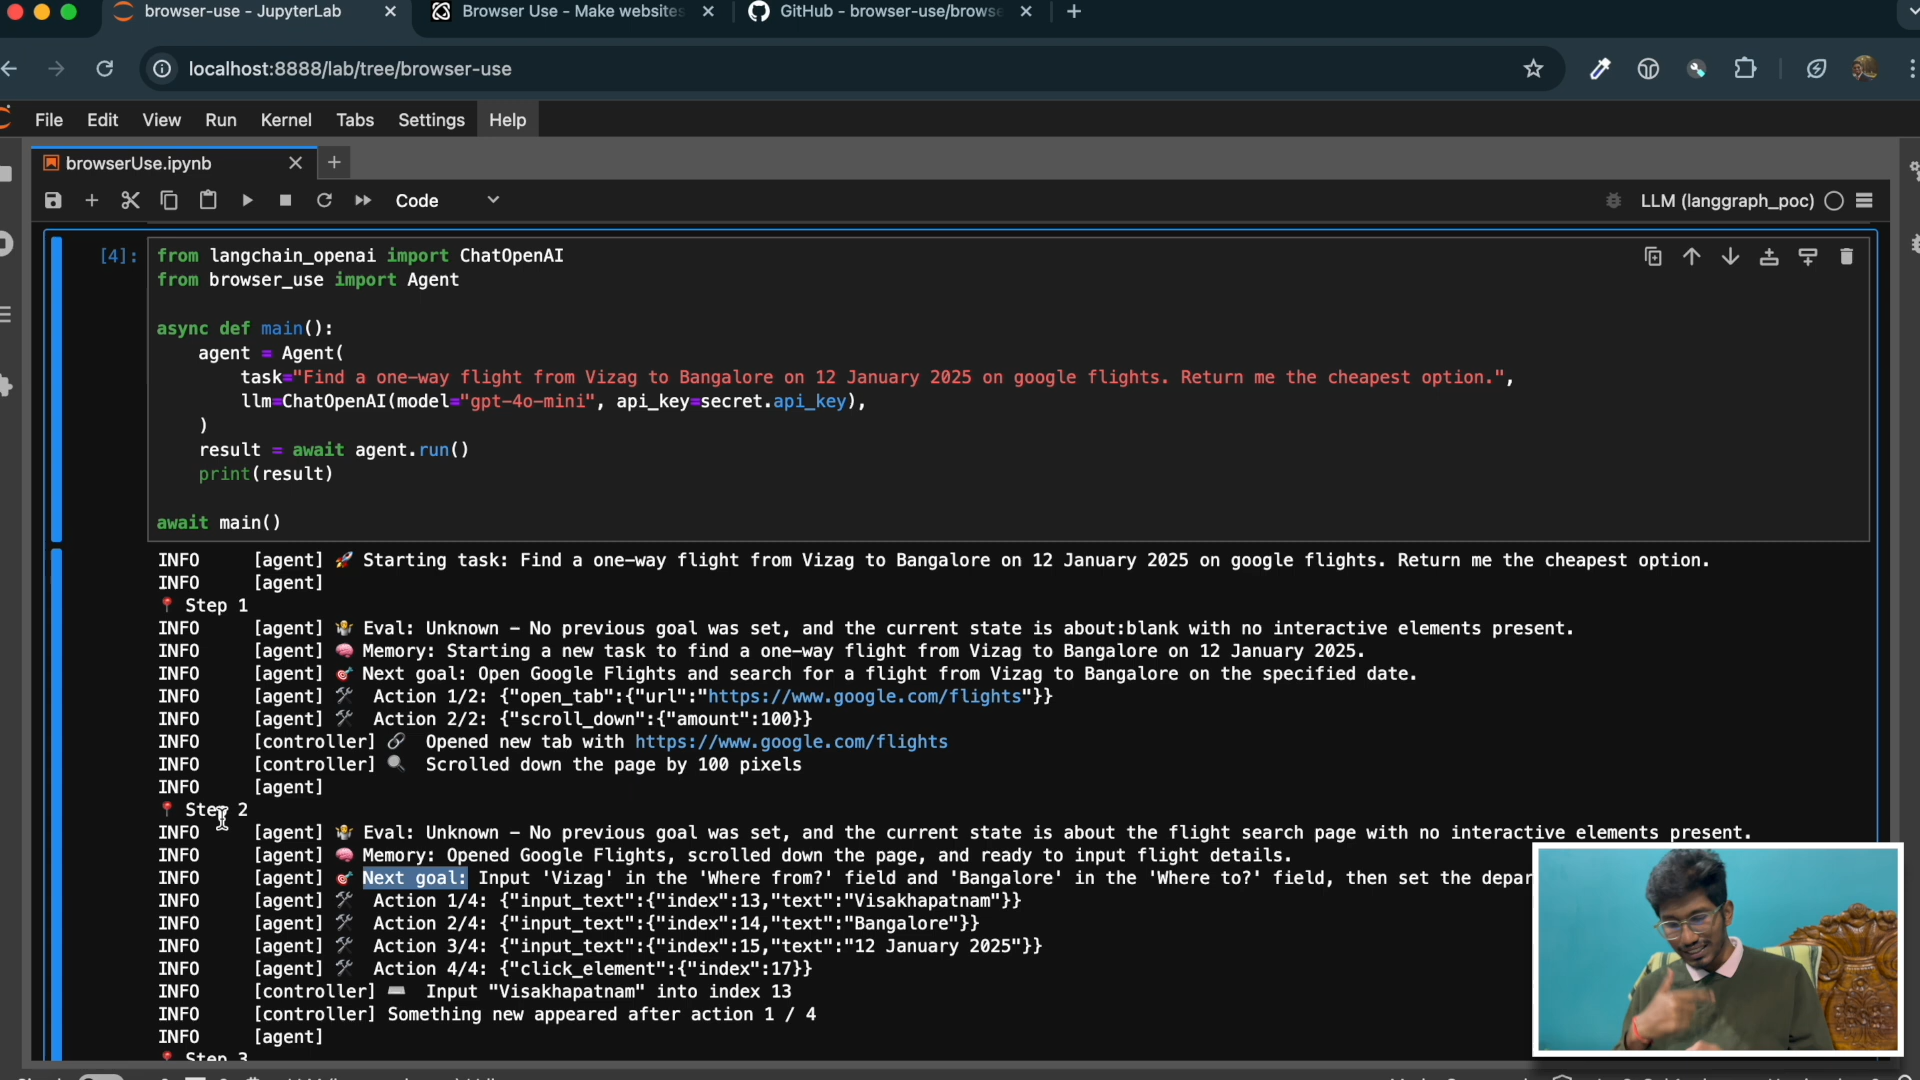 browser-use - JupyterLab
Browser Use - Make websites
GitHub - browser-use/browse
localhost:8888/lab/tree/browser-use
File Edit View Run Kernel Tabs Settings Help
browserUse.ipynb
Code
LLM (langgraph_poc)
[4]:
from langchain_openai import ChatOpenAI
from browser_use import Agent
async def main():
agent = Agent(
task="Find a one-way flight from Vizag to Bangalore on 12 January 2025 on google flights. Return me the cheapest option.",
llm=ChatOpenAI(model="gpt-4o-mini", api_key=secret.api_key),
)
result = await agent.run()
print(result)
await main()
INFO [agent] 🚀 Starting task: Find a one-way flight from Vizag to Bangalore on 12 January 2025 on google flights. Return me the cheapest option.
INFO [agent]
📍 Step 1
INFO [agent] 🤷 Eval: Unknown - No previous goal was set, and the current state is about:blank with no interactive elements present.
INFO [agent] 🧠 Memory: Starting a new task to find a one-way flight from Vizag to Bangalore on 12 January 2025.
INFO [agent] 🎯 Next goal: Open Google Flights and search for a flight from Vizag to Bangalore on the specified date.
INFO [agent] 🛠 Action 1/2: {"open_tab":{"url":"https://www.google.com/flights"}}
INFO [agent] 🛠 Action 2/2: {"scroll_down":{"amount":100}}
INFO [controller] 🔗 Opened new tab with https://www.google.com/flights
INFO [controller] 🔍 Scrolled down the page by 100 pixels
INFO [agent]
📍 Step 2
INFO [agent] 🤷 Eval: Unknown - No previous goal was set, and the current state is about the flight search page with no interactive elements present.
INFO [agent] 🧠 Memory: Opened Google Flights, scrolled down the page, and ready to input flight details.
INFO [agent] 🎯 Next goal: Input 'Vizag' in the 'Where from?' field and 'Bangalore' in the 'Where to?' field, then set the depar
INFO [agent] 🛠 Action 1/4: {"input_text":{"index":13,"text":"Visakhapatnam"}}
INFO [agent] 🛠 Action 2/4: {"input_text":{"index":14,"text":"Bangalore"}}
INFO [agent] 🛠 Action 3/4: {"input_text":{"index":15,"text":"12 January 2025"}}
INFO [agent] 🛠 Action 4/4: {"click_element":{"index":17}}
INFO [controller] ⌨ Input "Visakhapatnam" into index 13
INFO [controller] Something new appeared after action 1 / 4
INFO [agent]
📍 Step 3